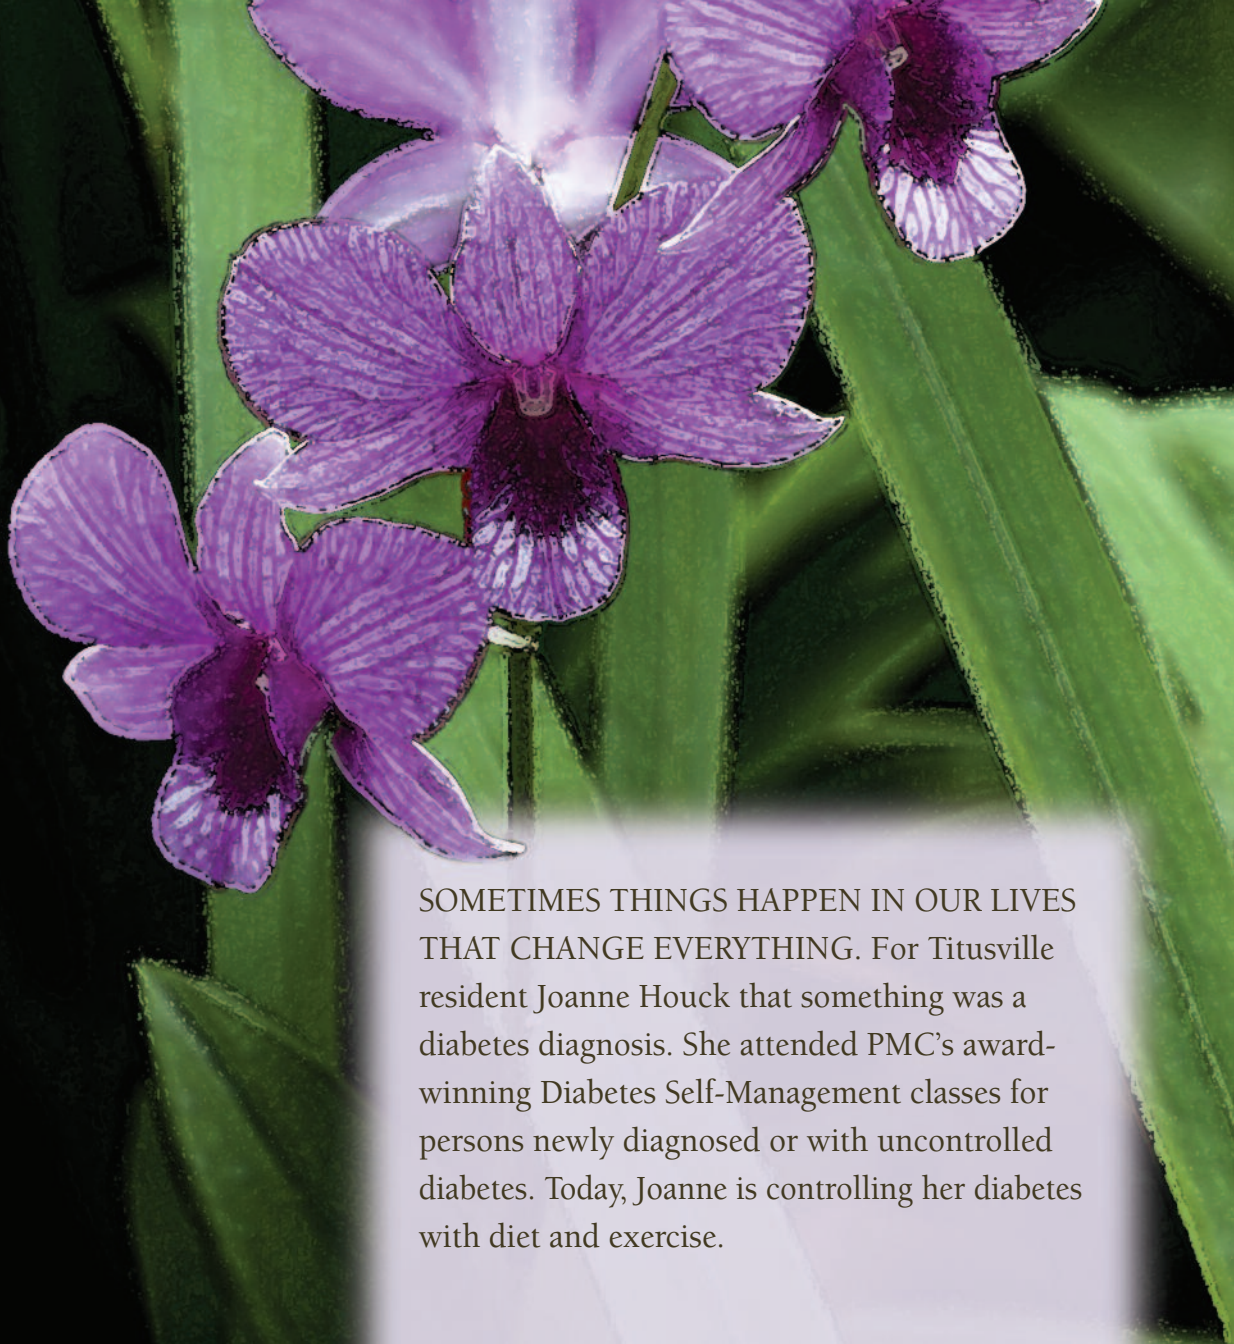 SOMETIMES THINGS HAPPEN IN OUR LIVES
THAT CHANGE EVERYTHING. For Titusville
resident Joanne Houck that something was a
diabetes diagnosis. She attended PMC’s award-
winning Diabetes Self-Management classes for
persons newly diagnosed or with uncontrolled
diabetes. Today, Joanne is controlling her diabetes
with diet and exercise.